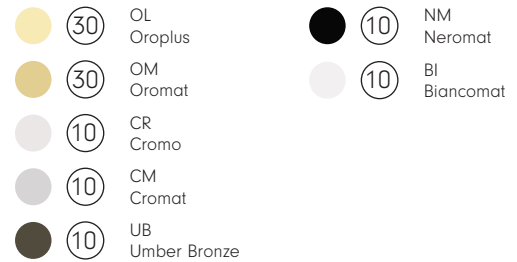 30
OL
Oroplus
30
OM
Oromat
10
CR
Cromo
10
CM
Cromat
10
UB
Umber Bronze
10
NM
Neromat
10
BI
Biancomat